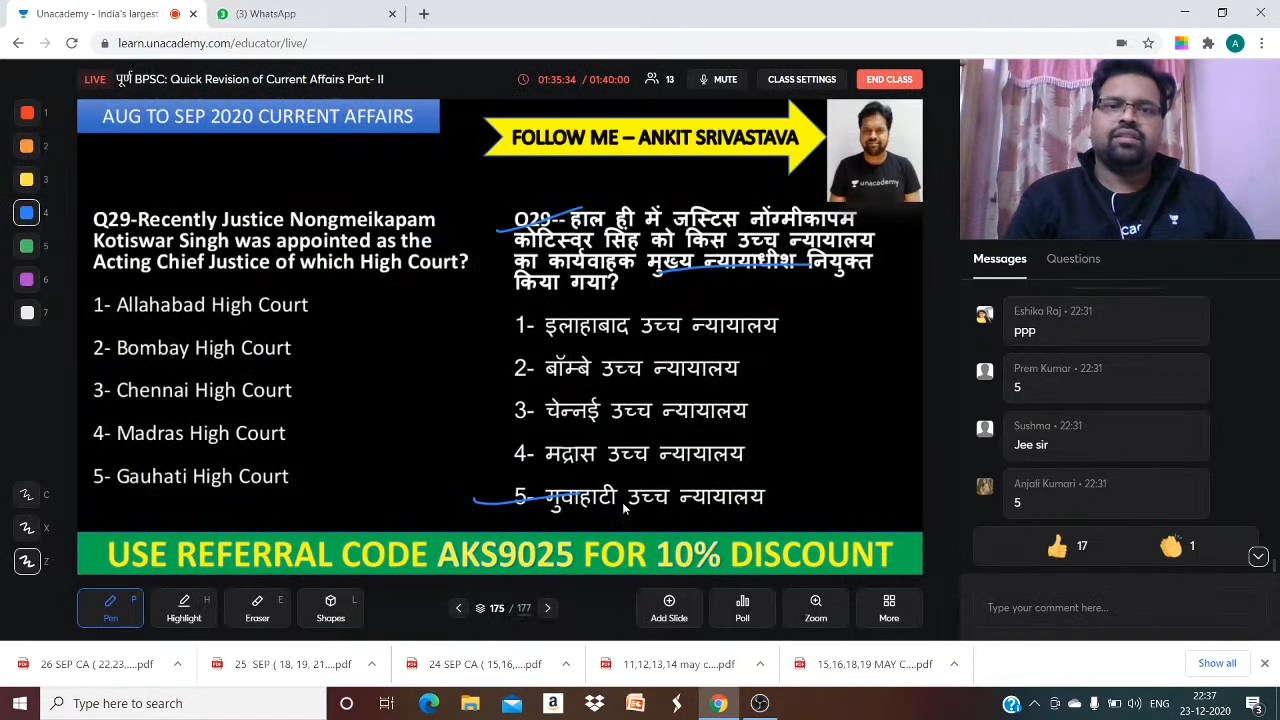 Unacademy - India's largest
(3) WhatsApp
learn.unacademy.com/educator/live/
A
LIVE पूर्ण BPSC: Quick Revision of Current Affairs Part- II
01:35:34 / 01:40:00
13
MUTE
CLASS SETTINGS
END CLASS
1
2
3
4
5
6
7
C
X
Z
AUG TO SEP 2020 CURRENT AFFAIRS
FOLLOW ME – ANKIT SRIVASTAVA
unacademy
Q29-Recently Justice Nongmeikapam
Kotiswar Singh was appointed as the
Acting Chief Justice of which High Court?
1- Allahabad High Court
2- Bombay High Court
3- Chennai High Court
4- Madras High Court
5- Gauhati High Court
Q29-- हाल ही में जस्टिस नोंग्मीकापम
कोटिस्वर सिंह को किस उच्च न्यायालय
का कार्यवाहक मुख्य न्यायाधीश नियुक्त
किया गया?
1- इलाहाबाद उच्च न्यायालय
2- बॉम्बे उच्च न्यायालय
3- चेन्नई उच्च न्यायालय
4- मद्रास उच्च न्यायालय
5- गुवाहाटी उच्च न्यायालय
USE REFERRAL CODE AKS9025 FOR 10% DISCOUNT
Pen P
Highlight H
Eraser E
Shapes L
175 / 177
Add Slide
Poll
Zoom
More
Messages
Questions
Eshika Raj • 22:31
ppp
Prem Kumar • 22:31
5
Sushma • 22:31
Jee sir
Anjali Kumari • 22:31
5
17
1
Type your comment here...
26 SEP CA ( 22,23,....pdf
25 SEP ( 18, 19, 21....pdf
24 SEP CA ( 15,16,....pdf
11,12,13,14 may c....pdf
15,16,18,19 MAY C....pdf
Show all
Type here to search
ENG
22:37
23-12-2020
3